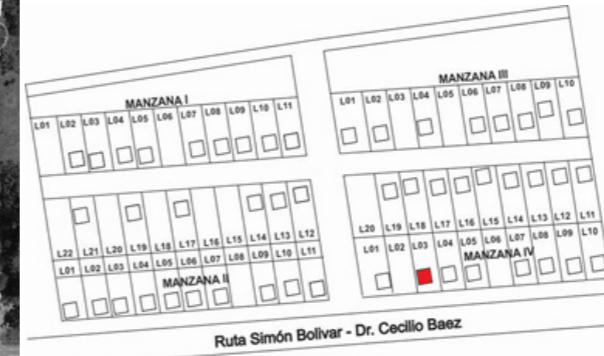 MANZANA I
L01 L02 L03 L04 L05 L06 L07 L08 L09 L10 L11
MANZANA III
L01 L02 L03 L04 L05 L06 L07 L08 L09 L10
L22 L21 L20 L19 L18 L17 L16 L15 L14 L13 L12
L01 L02 L03 L04 L05 L06 L07 L08 L09 L10 L11
MANZANA II
L20 L19 L18 L17 L16 L15 L14 L13 L12 L11
L01 L02 L03 L04 L05 L06 L07 L08 L09 L10
MANZANA IV
Ruta Simón Bolivar - Dr. Cecilio Baez